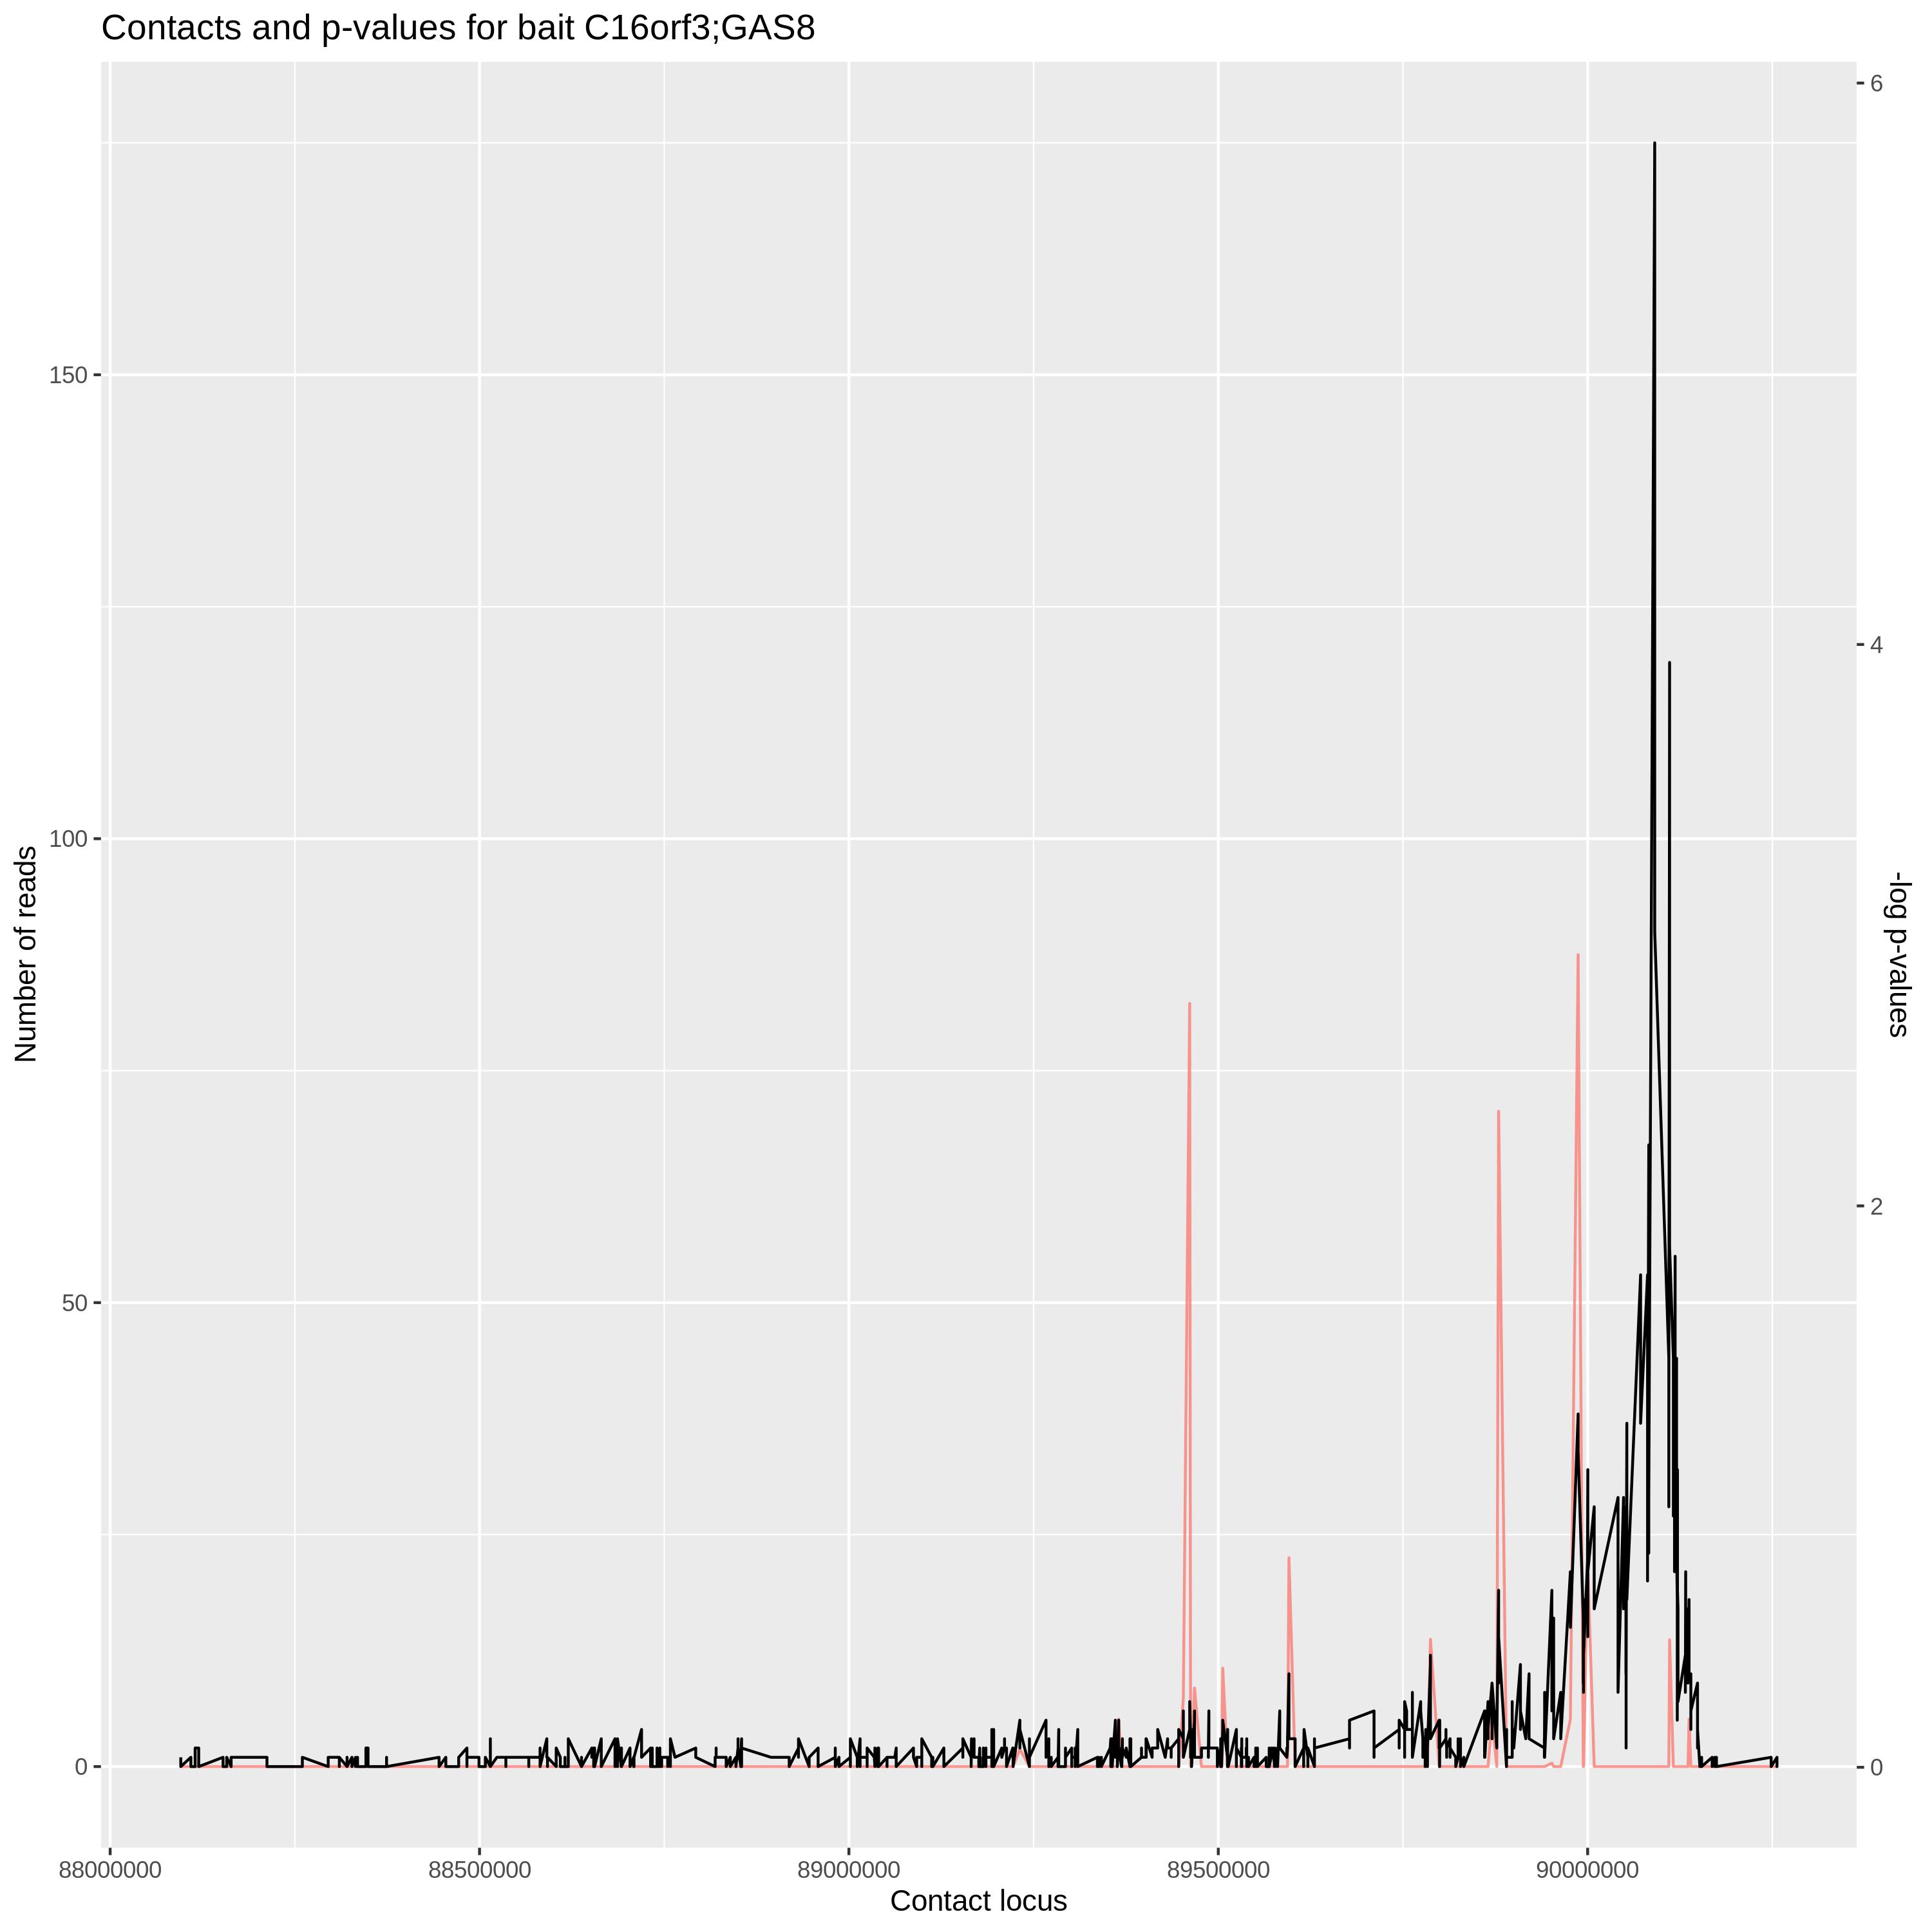 Contacts and p-values for bait C16orf3;GAS8
6
150
4
100
Number of reads
-log p-values
2
50
0
0
88000000 88500000 89000000 89500000 90000000
Contact locus